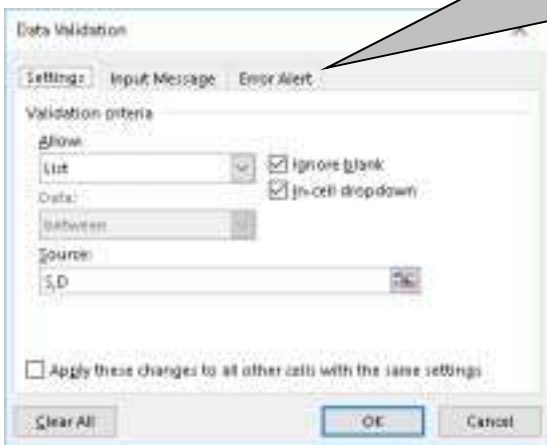 Data Validation
Settings Input Message Error Alert
Validation criteria
Allow:
List
Ignore blank
In-cell dropdown
Data:
between
Source:
S,D
Apply these changes to all other cells with the same settings
Clear All OK Cancel